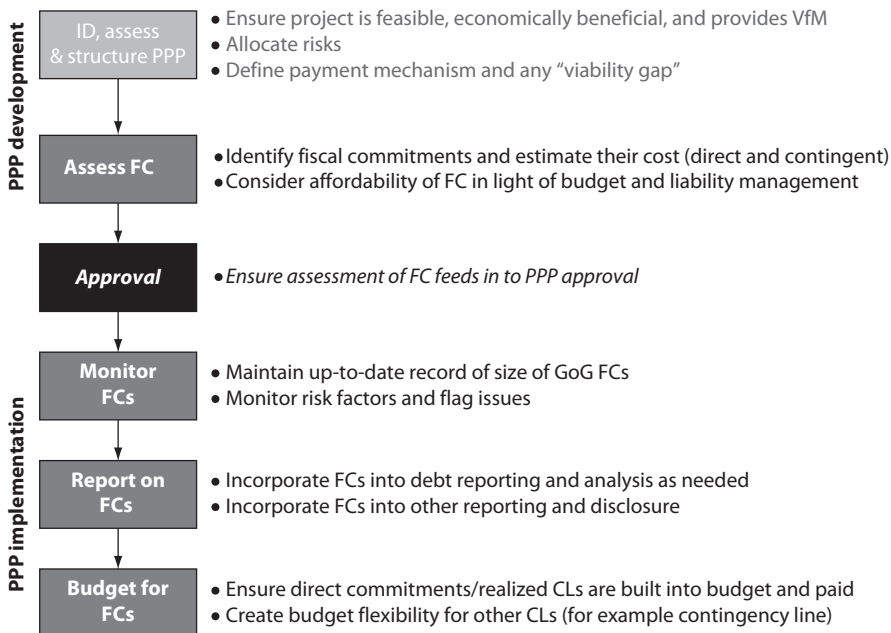 PPP development
ID, assess
& structure PPP
• Ensure project is feasible, economically beneficial, and provides VfM
• Allocate risks
• Define payment mechanism and any “viability gap”
Assess FC
• Identify fiscal commitments and estimate their cost (direct and contingent)
• Consider affordability of FC in light of budget and liability management
Approval
• Ensure assessment of FC feeds in to PPP approval
PPP implementation
Monitor
FCs
• Maintain up-to-date record of size of GoG FCs
• Monitor risk factors and flag issues
Report on
FCs
• Incorporate FCs into debt reporting and analysis as needed
• Incorporate FCs into other reporting and disclosure
Budget for
FCs
• Ensure direct commitments/realized CLs are built into budget and paid
• Create budget flexibility for other CLs (for example contingency line)